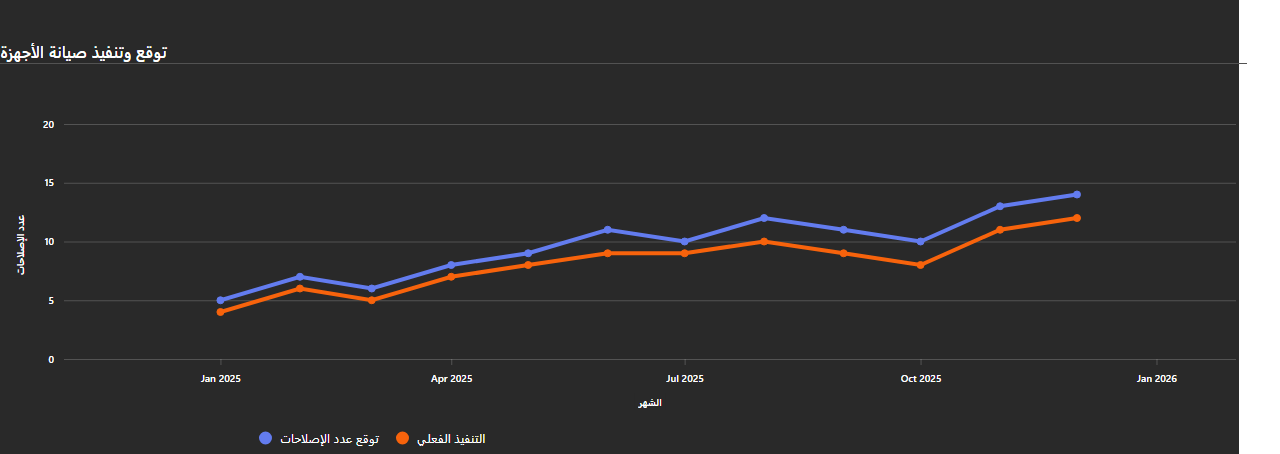 توقع وتنفيذ صيانة الأجهزة
20
15
10
5
0
عدد الإصلاحات
Jan 2025
Apr 2025
Jul 2025
Oct 2025
Jan 2026
الشهر
توقع عدد الإصلاحات
التنفيذ الفعلي